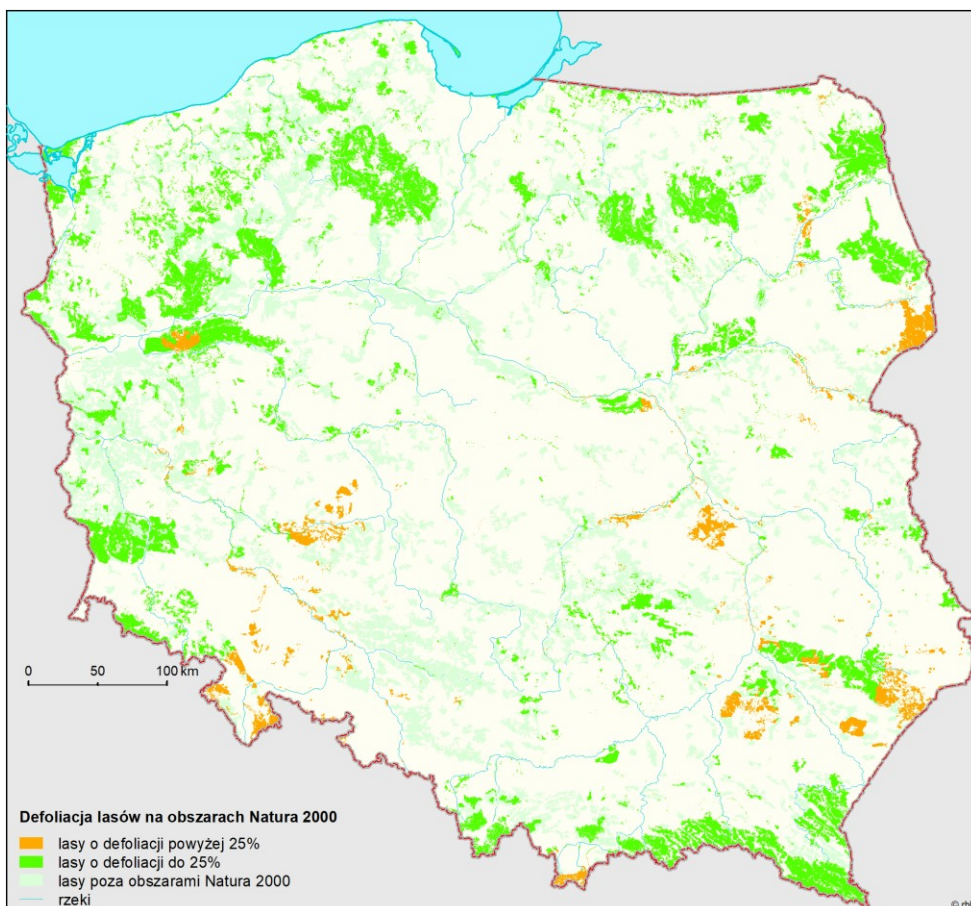 0 50 100 km
Defoliacja lasów na obszarach Natura 2000
lasy o defoliacji powyżej 25%
lasy o defoliacji do 25%
lasy poza obszarami Natura 2000
rzeki